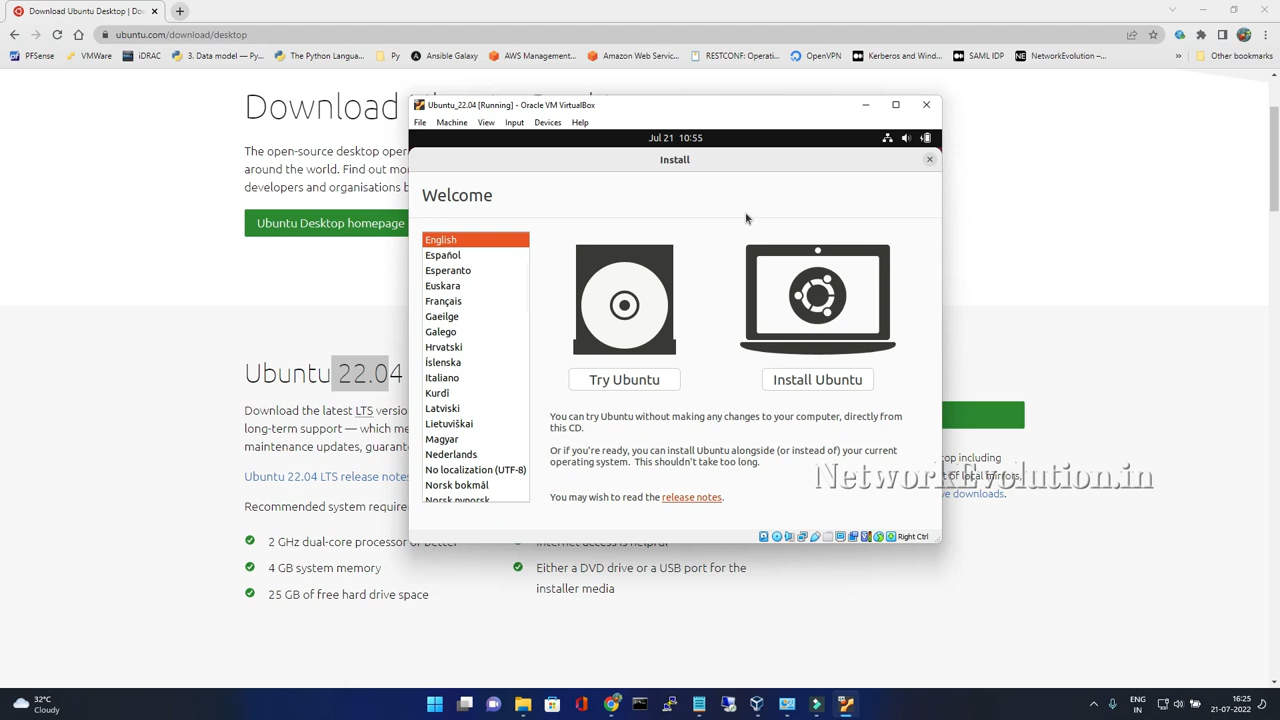 Download Ubuntu Desktop | Do
ubuntu.com/download/desktop
PFSense
VMWare
iDRAC
3. Data model — Py...
The Python Langua...
Py
Ansible Galaxy
AWS Management...
Amazon Web Servic...
RESTCONF: Operati...
OpenVPN
Kerberos and Wind...
SAML IDP
NetworkEvolution –...
Other bookmarks
Download
The open-source desktop oper
around the world. Find out mo
developers and organisations b
Ubuntu Desktop homepage
Ubuntu_22.04 [Running] - Oracle VM VirtualBox
File Machine View Input Devices Help
Jul 21 10:55
Install
Welcome
English
Español
Esperanto
Euskara
Français
Gaeilge
Galego
Hrvatski
Íslenska
Italiano
Kurdî
Latviski
Lietuviškai
Magyar
Nederlands
No localization (UTF-8)
Norsk bokmål
Norsk nynorsk
Try Ubuntu
Install Ubuntu
You can try Ubuntu without making any changes to your computer, directly from
this CD.
Or if you're ready, you can install Ubuntu alongside (or instead of) your current
operating system. This shouldn't take too long.
You may wish to read the release notes.
Right Ctrl
Ubuntu 22.04
Download the latest LTS versio
long-term support — which me
maintenance updates, guarant
Ubuntu 22.04 LTS release notes
Recommended system require
2 GHz dual-core processor or better
4 GB system memory
25 GB of free hard drive space
Internet access is helpful
Either a DVD drive or a USB port for the
installer media
top including
t of local mirrors,
ve downloads.
NetworkEvolution.in
32°C
Cloudy
ENG
IN
16:25
21-07-2022